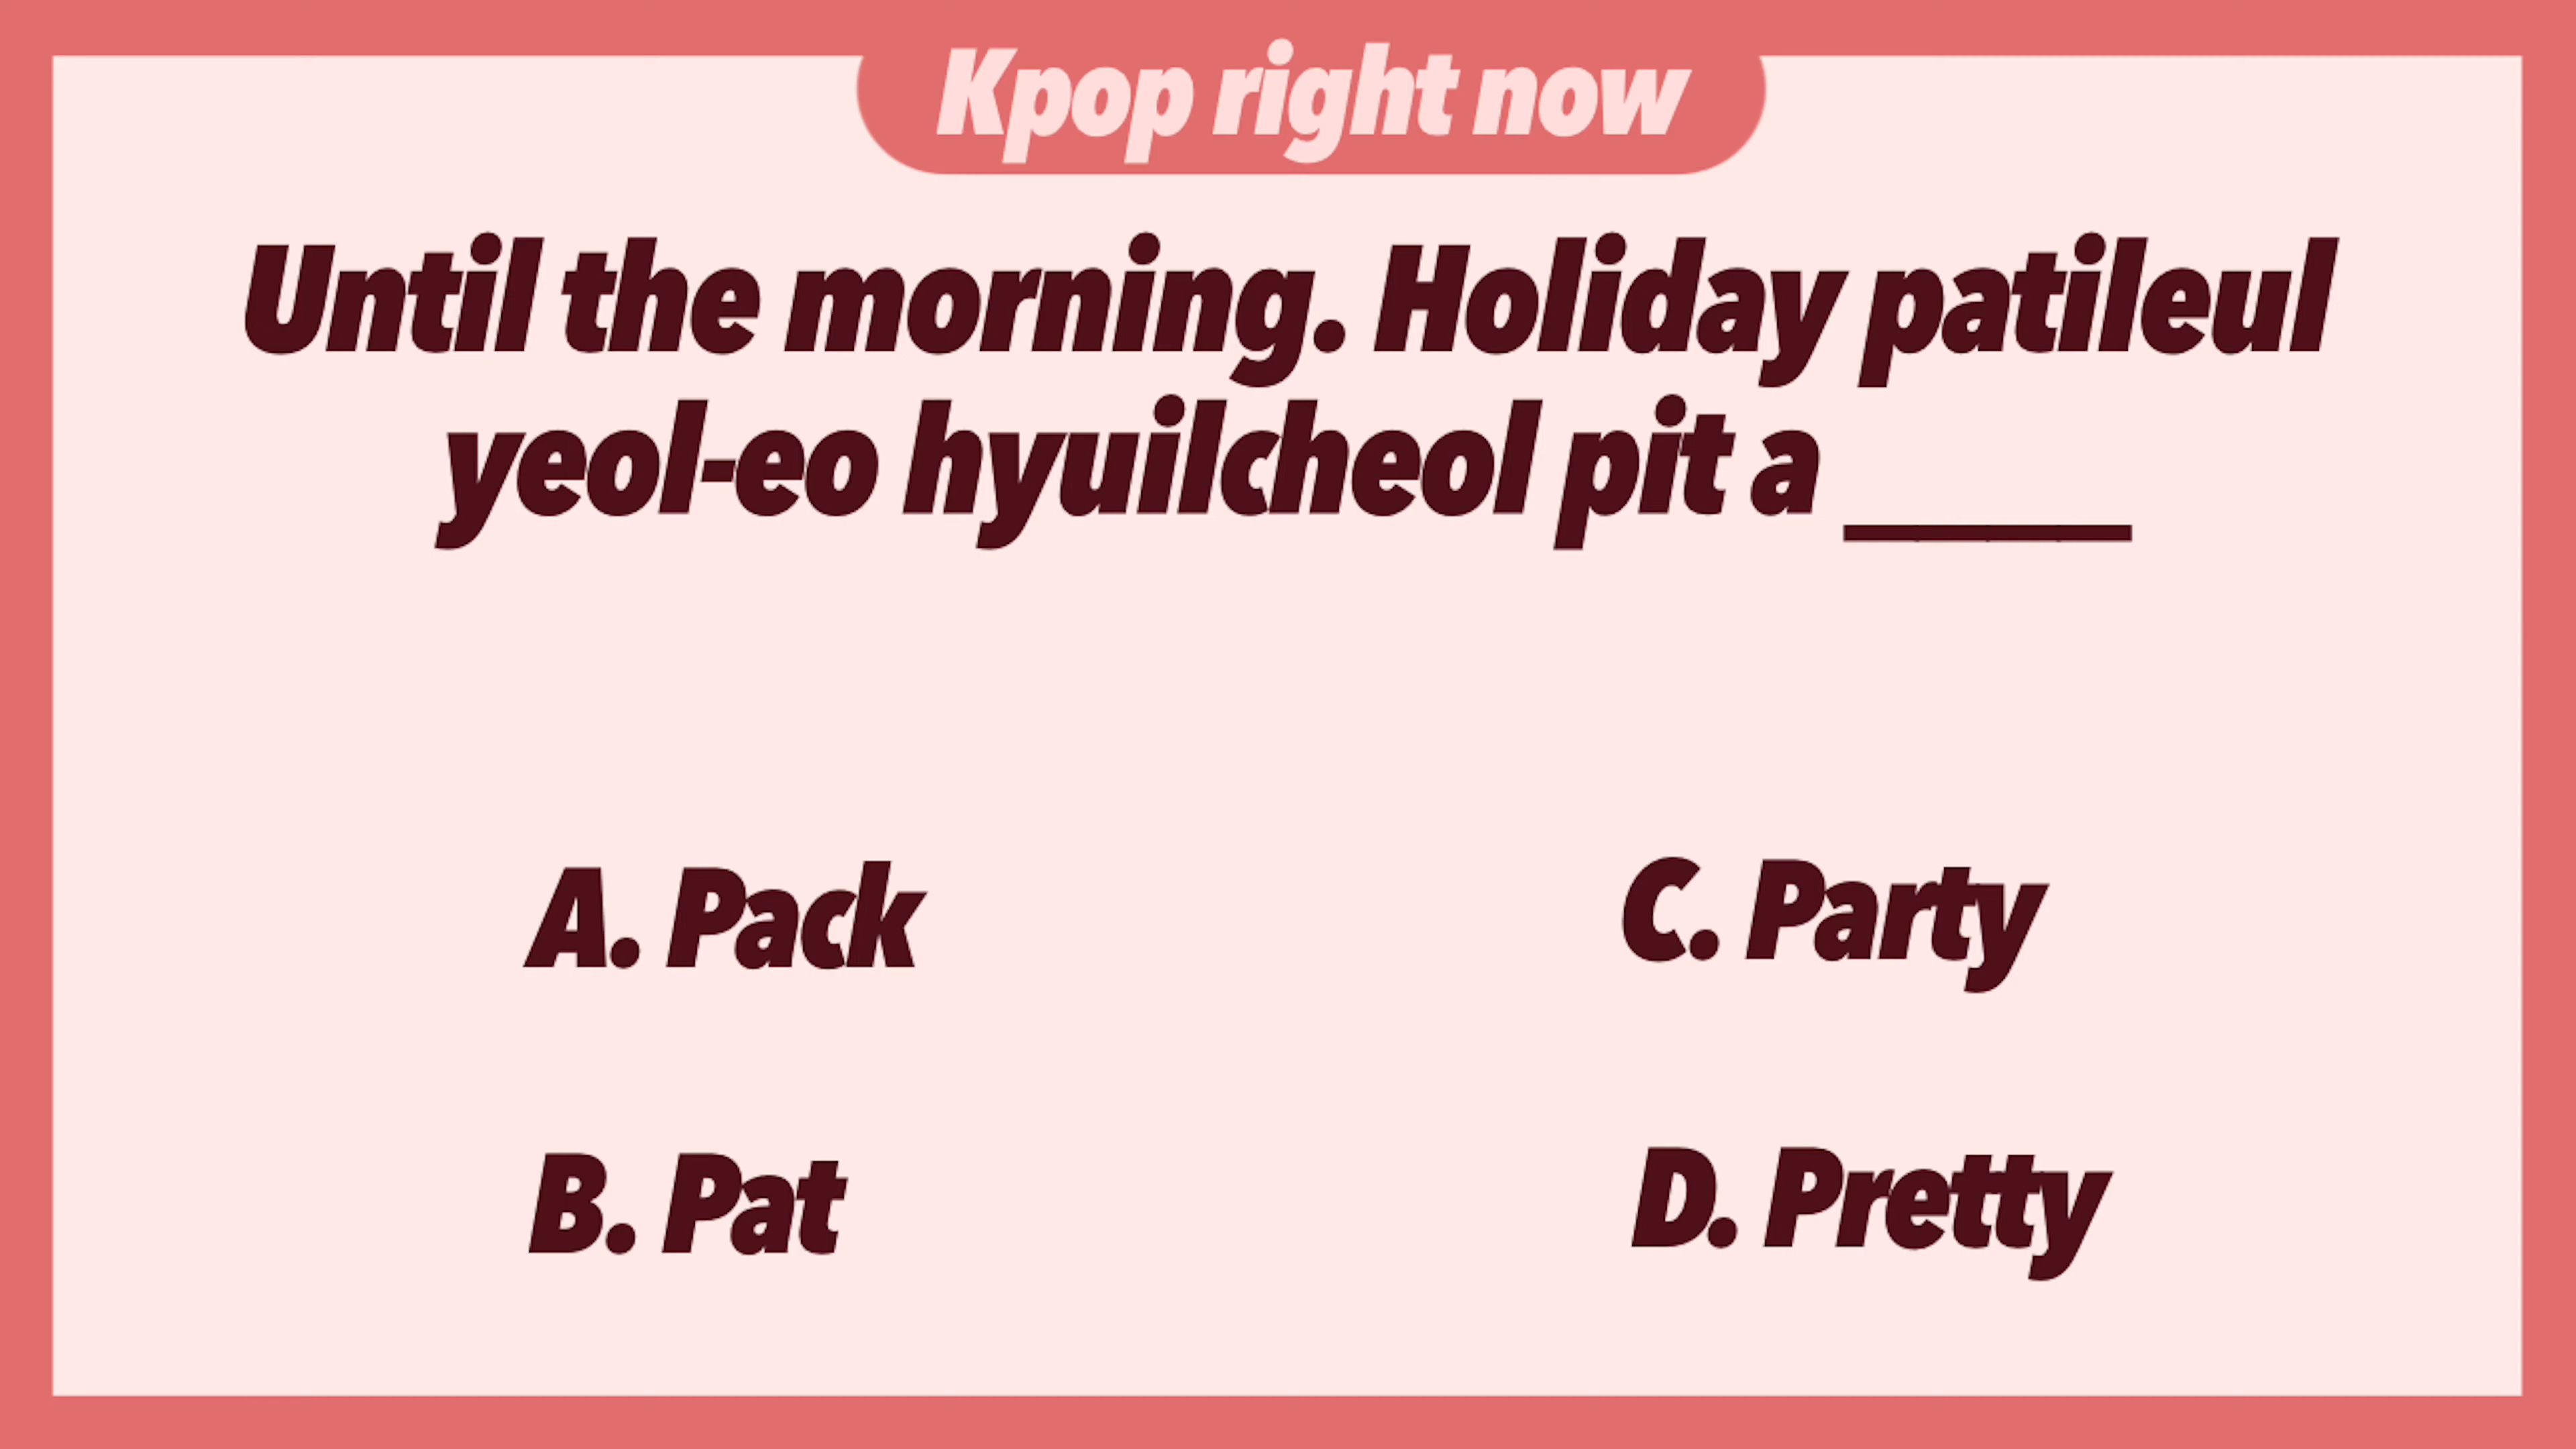 Kpop right now
Until the morning. Holiday patileul
yeol-eo hyuilcheol pit a ____
A. Pack
C. Party
B. Pat
D. Pretty